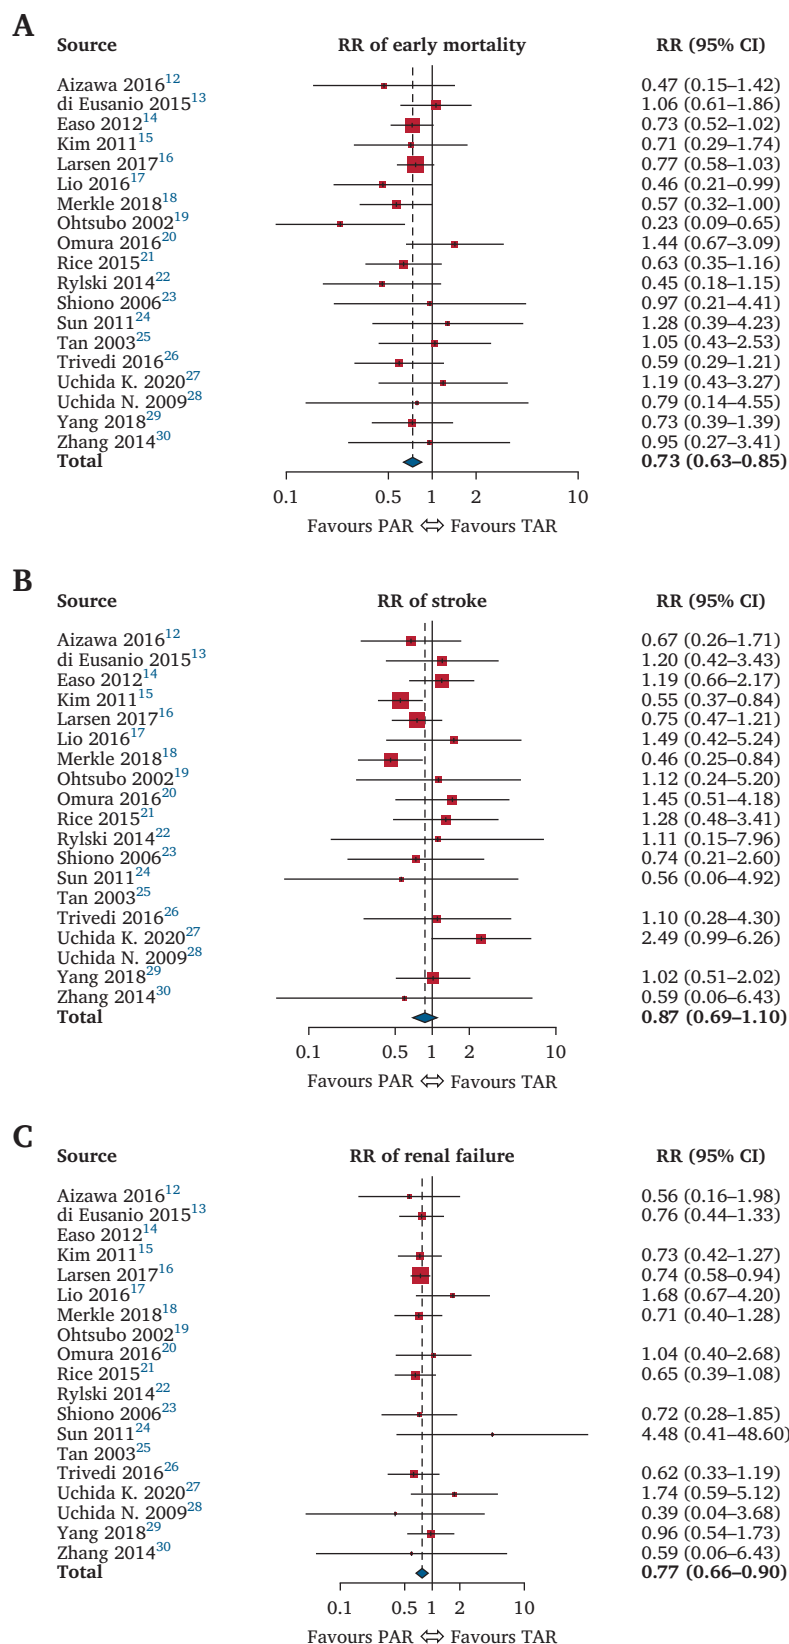 A
Source RR of early mortality RR (95% CI)
Aizawa 2016¹² 0.47 (0.15–1.42)
di Eusanio 2015¹³ 1.06 (0.61–1.86)
Easo 2012¹⁴ 0.73 (0.52–1.02)
Kim 2011¹⁵ 0.71 (0.29–1.74)
Larsen 2017¹⁶ 0.77 (0.58–1.03)
Lio 2016¹⁷ 0.46 (0.21–0.99)
Merkle 2018¹⁸ 0.57 (0.32–1.00)
Ohtsubo 2002¹⁹ 0.23 (0.09–0.65)
Omura 2016²⁰ 1.44 (0.67–3.09)
Rice 2015²¹ 0.63 (0.35–1.16)
Rylski 2014²² 0.45 (0.18–1.15)
Shiono 2006²³ 0.97 (0.21–4.41)
Sun 2011²⁴ 1.28 (0.39–4.23)
Tan 2003²⁵ 1.05 (0.43–2.53)
Trivedi 2016²⁶ 0.59 (0.29–1.21)
Uchida K. 2020²⁷ 1.19 (0.43–3.27)
Uchida N. 2009²⁸ 0.79 (0.14–4.55)
Yang 2018²⁹ 0.73 (0.39–1.39)
Zhang 2014³⁰ 0.95 (0.27–3.41)
Total 0.73 (0.63–0.85)
0.1 0.5 1 2 10
Favours PAR ⇔ Favours TAR
B
Source RR of stroke RR (95% CI)
Aizawa 2016¹² 0.67 (0.26–1.71)
di Eusanio 2015¹³ 1.20 (0.42–3.43)
Easo 2012¹⁴ 1.19 (0.66–2.17)
Kim 2011¹⁵ 0.55 (0.37–0.84)
Larsen 2017¹⁶ 0.75 (0.47–1.21)
Lio 2016¹⁷ 1.49 (0.42–5.24)
Merkle 2018¹⁸ 0.46 (0.25–0.84)
Ohtsubo 2002¹⁹ 1.12 (0.24–5.20)
Omura 2016²⁰ 1.45 (0.51–4.18)
Rice 2015²¹ 1.28 (0.48–3.41)
Rylski 2014²² 1.11 (0.15–7.96)
Shiono 2006²³ 0.74 (0.21–2.60)
Sun 2011²⁴ 0.56 (0.06–4.92)
Tan 2003²⁵
Trivedi 2016²⁶ 1.10 (0.28–4.30)
Uchida K. 2020²⁷ 2.49 (0.99–6.26)
Uchida N. 2009²⁸
Yang 2018²⁹ 1.02 (0.51–2.02)
Zhang 2014³⁰ 0.59 (0.06–6.43)
Total 0.87 (0.69–1.10)
0.1 0.5 1 2 10
Favours PAR ⇔ Favours TAR
C
Source RR of renal failure RR (95% CI)
Aizawa 2016¹² 0.56 (0.16–1.98)
di Eusanio 2015¹³ 0.76 (0.44–1.33)
Easo 2012¹⁴
Kim 2011¹⁵ 0.73 (0.42–1.27)
Larsen 2017¹⁶ 0.74 (0.58–0.94)
Lio 2016¹⁷ 1.68 (0.67–4.20)
Merkle 2018¹⁸ 0.71 (0.40–1.28)
Ohtsubo 2002¹⁹
Omura 2016²⁰ 1.04 (0.40–2.68)
Rice 2015²¹ 0.65 (0.39–1.08)
Rylski 2014²²
Shiono 2006²³ 0.72 (0.28–1.85)
Sun 2011²⁴ 4.48 (0.41–48.60)
Tan 2003²⁵
Trivedi 2016²⁶ 0.62 (0.33–1.19)
Uchida K. 2020²⁷ 1.74 (0.59–5.12)
Uchida N. 2009²⁸ 0.39 (0.04–3.68)
Yang 2018²⁹ 0.96 (0.54–1.73)
Zhang 2014³⁰ 0.59 (0.06–6.43)
Total 0.77 (0.66–0.90)
0.1 0.5 1 2 10
Favours PAR ⇔ Favours TAR